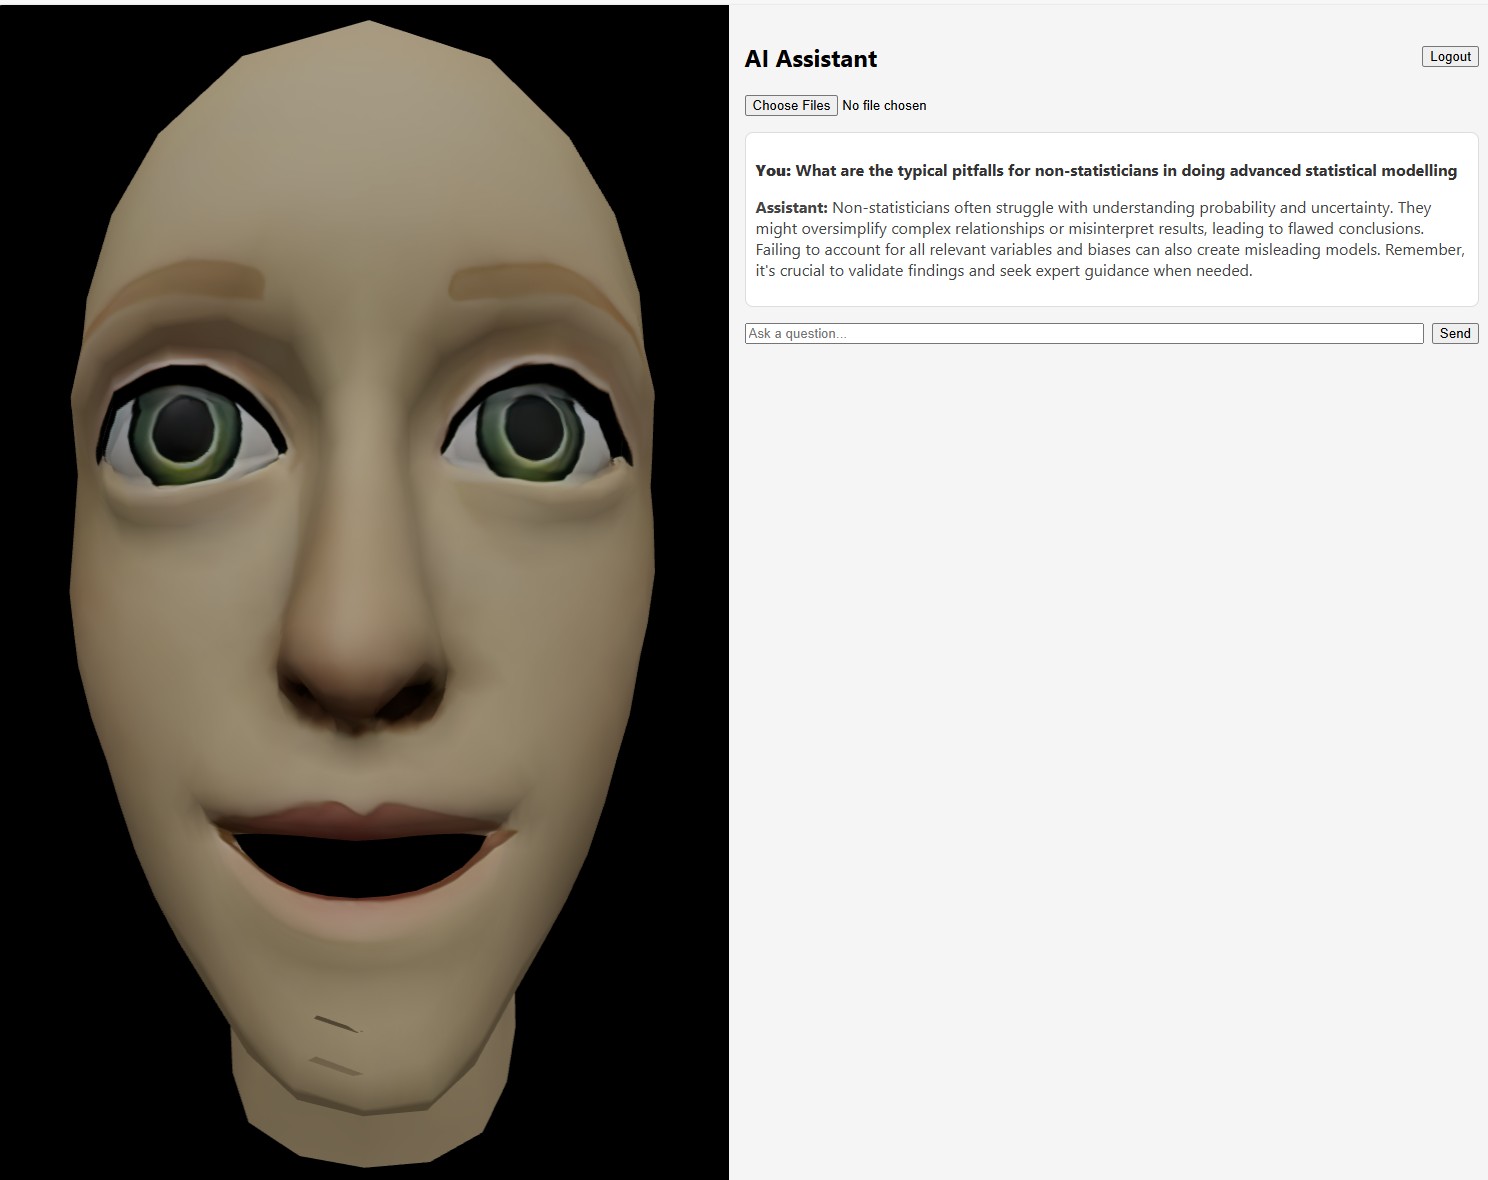 AI Assistant
Logout
Choose Files No file chosen
You: What are the typical pitfalls for non-statisticians in doing advanced statistical modelling
Assistant: Non-statisticians often struggle with understanding probability and uncertainty. They
might oversimplify complex relationships or misinterpret results, leading to flawed conclusions.
Failing to account for all relevant variables and biases can also create misleading models. Remember,
it's crucial to validate findings and seek expert guidance when needed.
Ask a question... Send